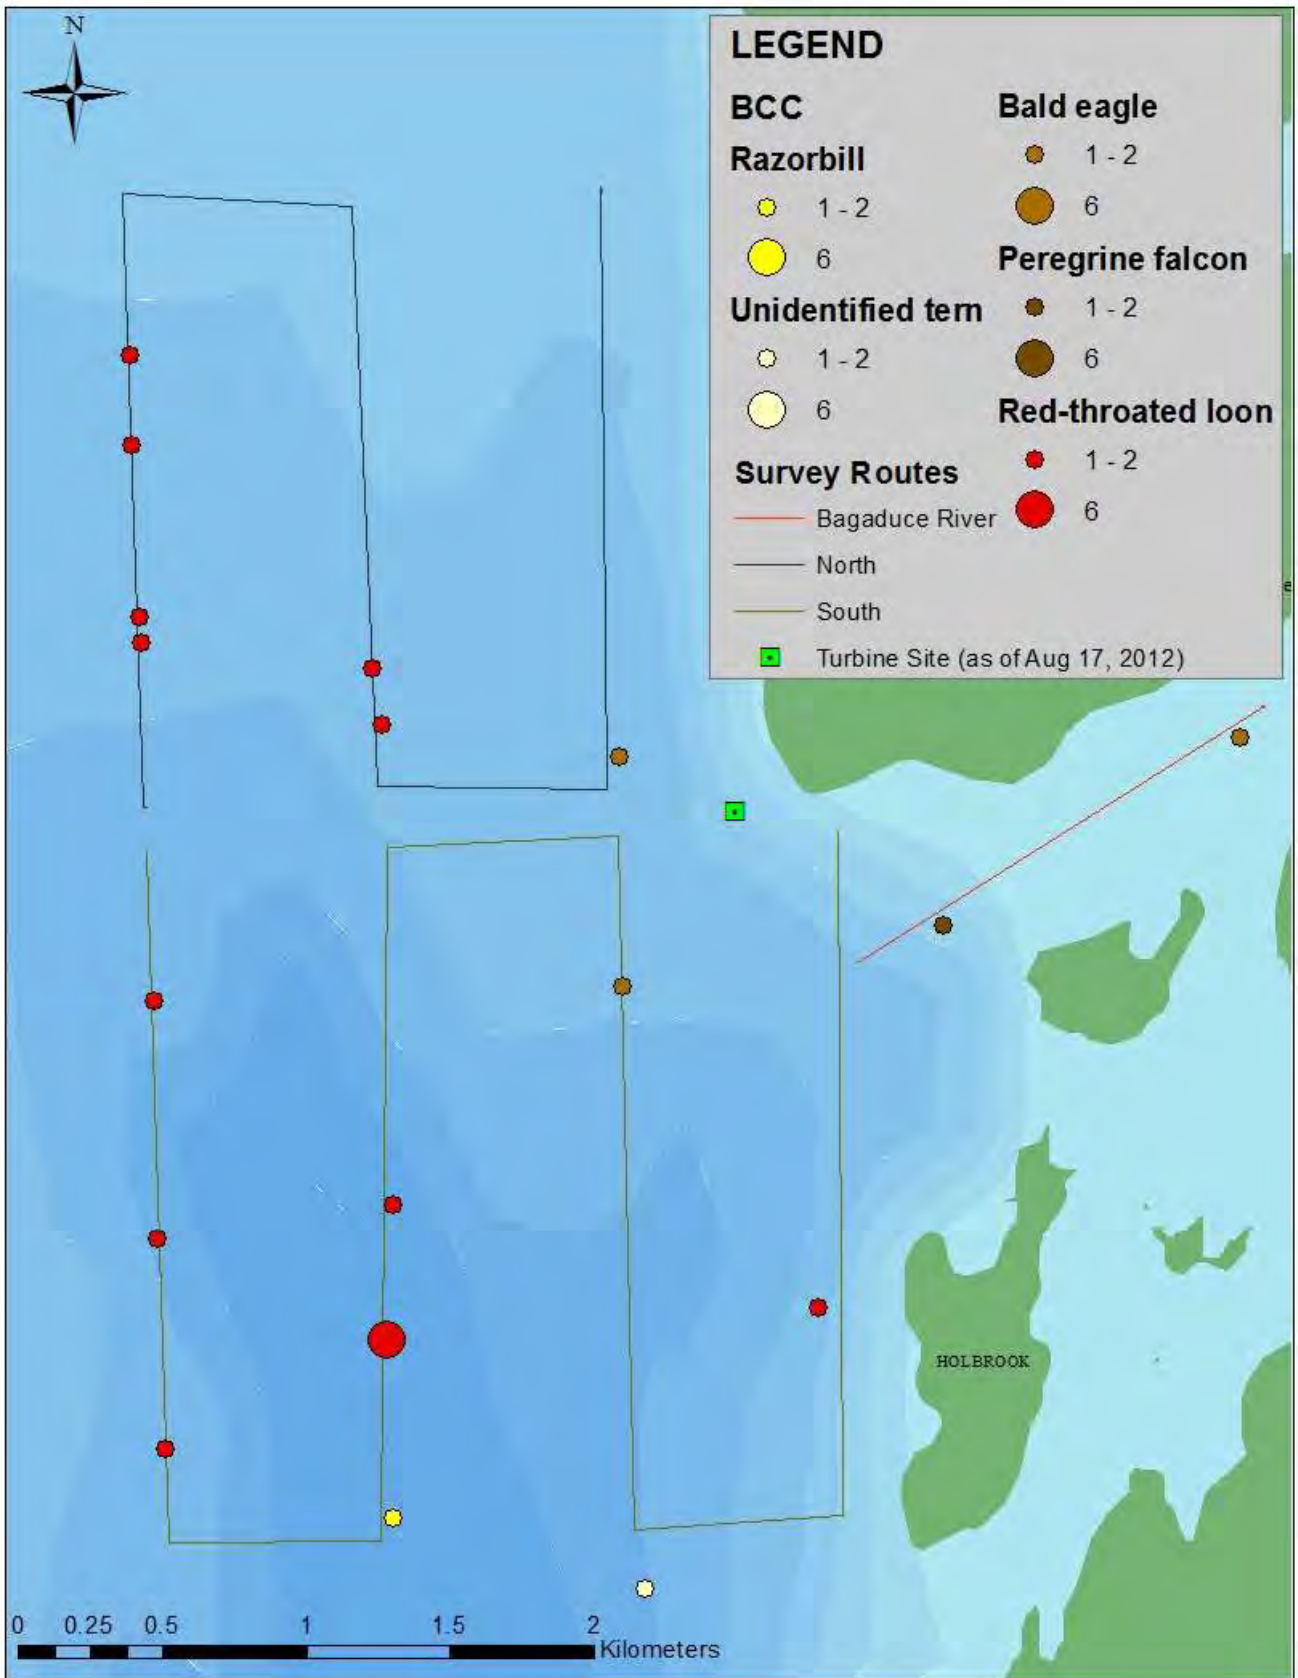 N
LEGEND
BCC
Razorbill
1 - 2
6
Unidentified tern
1 - 2
6
Survey Routes
Bagaduce River
North
South
Turbine Site (as of Aug 17, 2012)
Bald eagle
1 - 2
6
Peregrine falcon
1 - 2
6
Red-throated loon
1 - 2
6
e
HOLBROOK
0 0.25 0.5 1 1.5 2
Kilometers